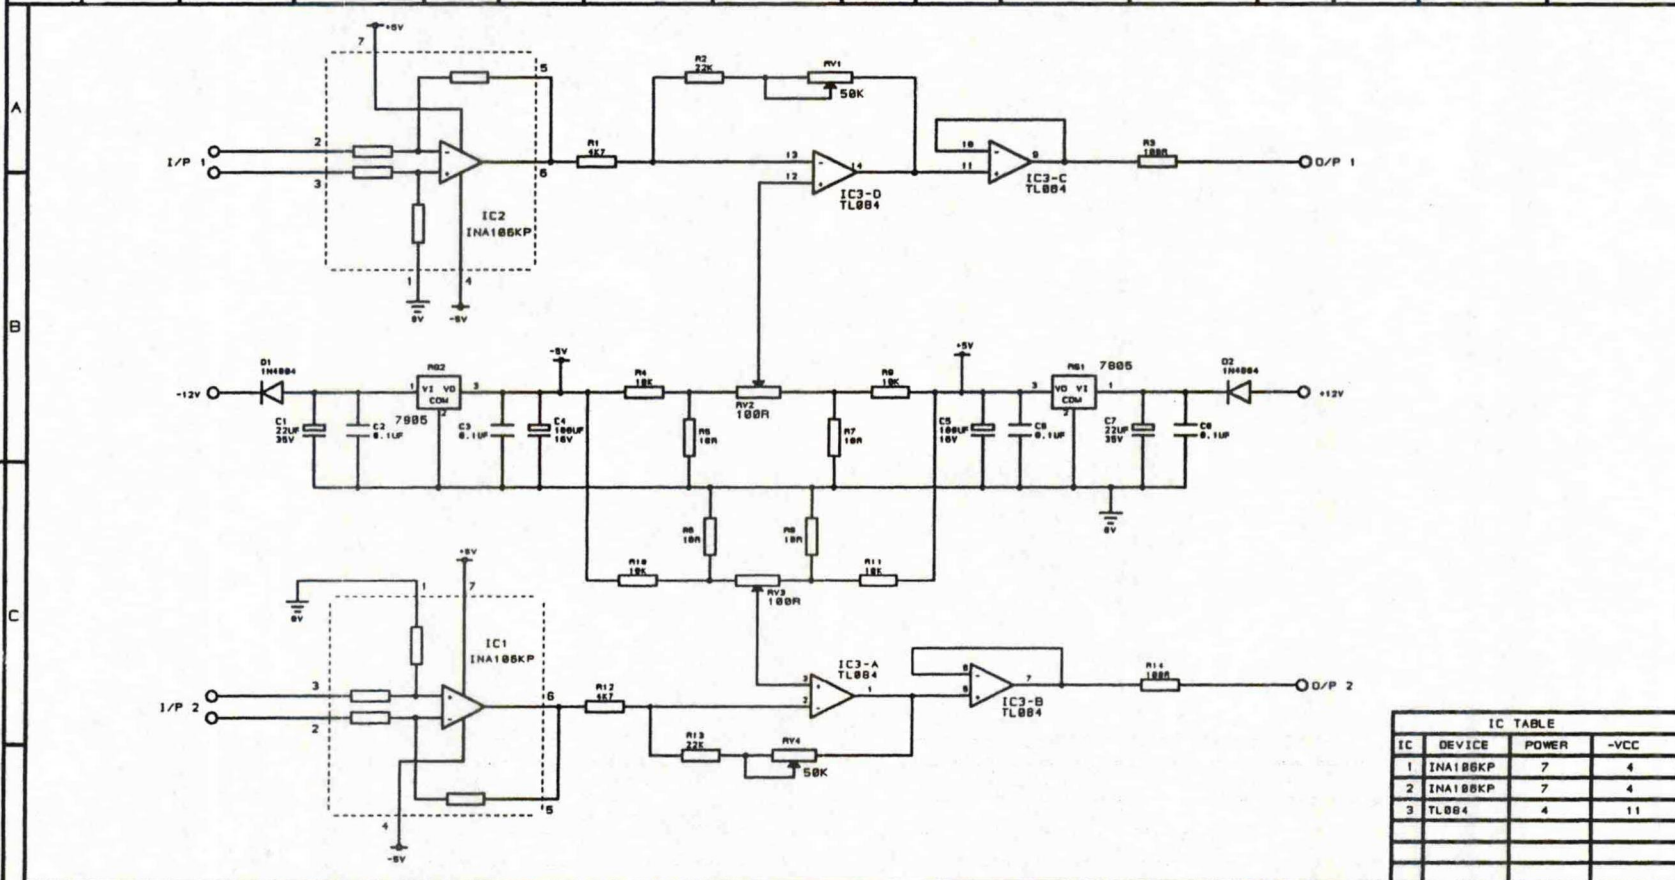 +5V
7
5
R2
22K
RV1
50K
A
I/P 1
2
3
-
+
6
R1
4K7
13
12
-
+
14
IC3-D
TL084
10
11
-
+
9
IC3-C
TL084
R3
100R
O/P 1
IC2
INA106KP
1
4
0V
-5V
B
-12V
D1
1N4004
1
RG2
VI VO
COM
2
7905
3
C1
22UF
35V
C2
0.1UF
C3
0.1UF
C4
100UF
16V
-5V
R4
10K
RV2
100R
R5
10R
R7
10R
R9
10K
+5V
C5
100UF
16V
C6
0.1UF
3
RG1
7805
VO VI
COM
2
1
C7
22UF
35V
C8
0.1UF
D2
1N4004
+12V
0V
R6
10R
R8
10R
R10
10K
RV3
100R
R11
10K
C
0V
1
+5V
7
IC1
INA106KP
I/P 2
3
2
+
-
6
5
4
-5V
R12
4K7
R13
22K
RV4
50K
IC3-A
TL084
3
2
+
-
1
6
5
-
+
7
IC3-B
TL084
R14
100R
O/P 2
IC TABLE
IC DEVICE POWER -VCC
1 INA106KP 7 4
2 INA106KP 7 4
3 TL084 4 11